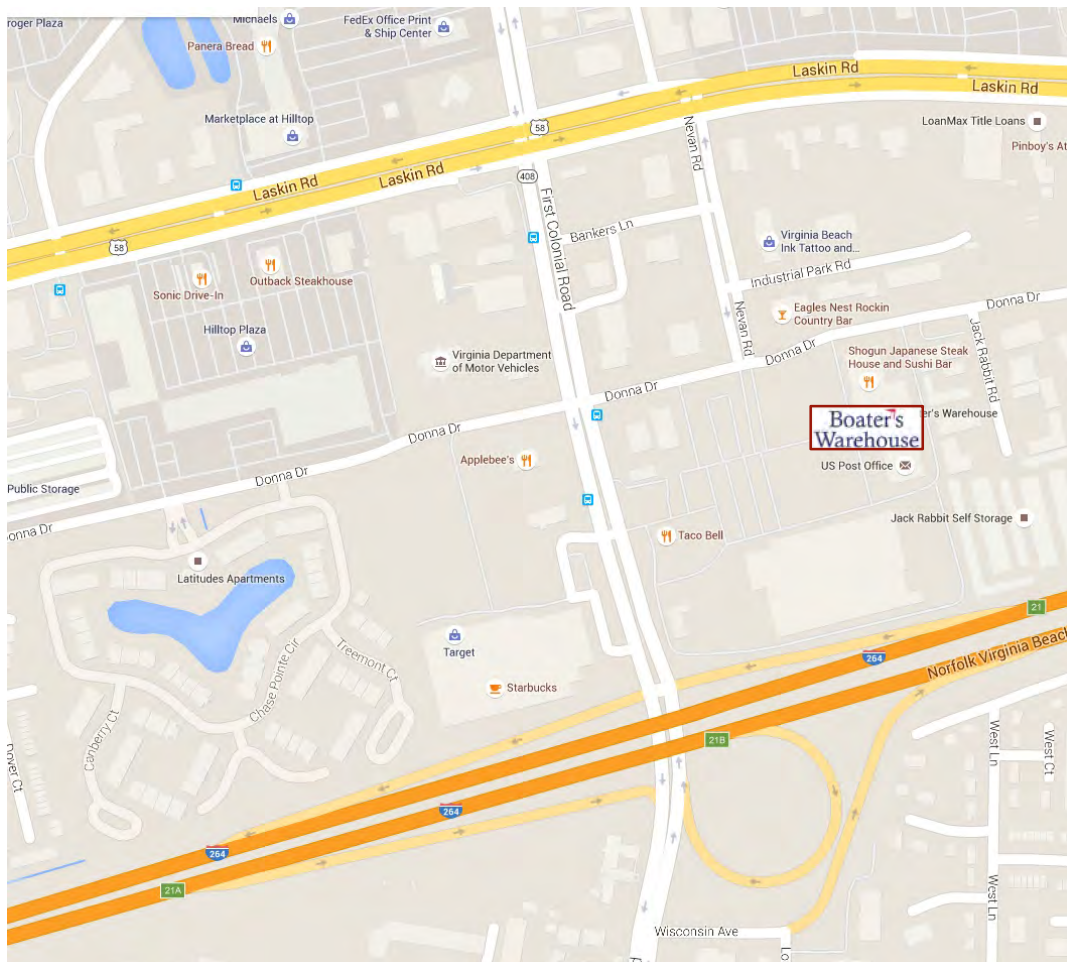 roger Plaza
Michaels
FedEx Office Print
& Ship Center
Panera Bread
Laskin Rd
Laskin Rd
Marketplace at Hilltop
58
LoanMax Title Loans
Pinboy's At
Nevan Rd
Laskin Rd
Laskin Rd
408
First Colonial Road
58
Bankers Ln
Virginia Beach
Ink Tattoo and...
Outback Steakhouse
Sonic Drive-In
Industrial Park Rd
Eagles Nest Rockin
Country Bar
Donna Dr
Nevan Rd
Jack Rabbit Rd
Hilltop Plaza
Virginia Department
of Motor Vehicles
Donna Dr
Shogun Japanese Steak
House and Sushi Bar
Donna Dr
Boater's
Warehouse
er's Warehouse
Donna Dr
Applebee's
US Post Office
Donna Dr
Public Storage
Jack Rabbit Self Storage
Donna Dr
Taco Bell
Latitudes Apartments
21
Target
Treemont Ct
264
Norfolk Virginia Beach
Starbucks
Chase Pointe Cir
Canberry Ct
Dover Ct
21B
West Ln
West Ct
264
264
21A
West Ln
Wisconsin Ave
Lo